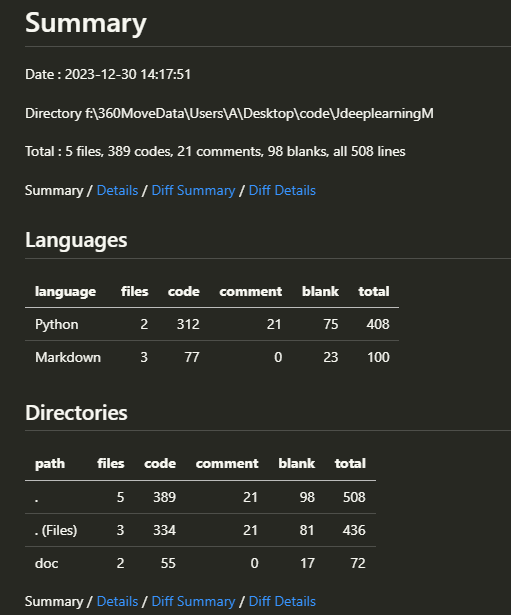 Summary
Date : 2023-12-30 14:17:51
Directory f:\360MoveData\Users\A\Desktop\code\JdeeplearningM
Total : 5 files, 389 codes, 21 comments, 98 blanks, all 508 lines
Summary / Details / Diff Summary / Diff Details
Languages
language files code comment blank total
Python 2 312 21 75 408
Markdown 3 77 0 23 100
Directories
path files code comment blank total
. 5 389 21 98 508
. (Files) 3 334 21 81 436
doc 2 55 0 17 72
Summary / Details / Diff Summary / Diff Details